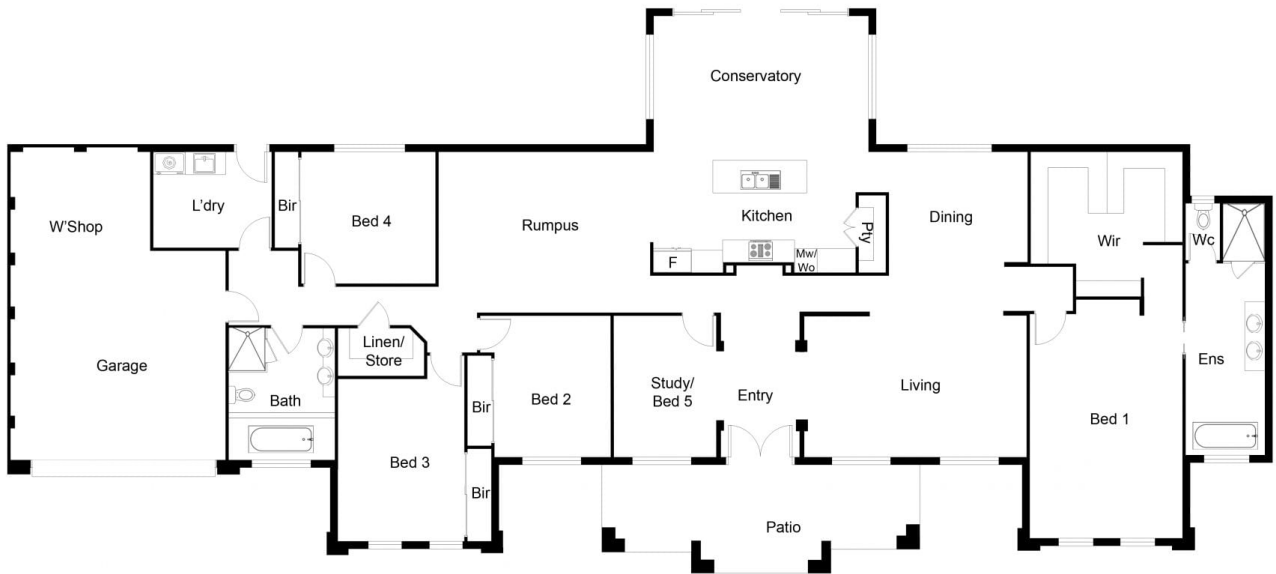 Conservatory
W'Shop
L'dry
Bir
Bed 4
Rumpus
Kitchen
Pty
Dining
Wir
Wc
F
Mw/
Wo
Garage
Linen/
Store
Bath
Bed 3
Bir
Bir
Bed 2
Study/
Bed 5
Entry
Living
Bed 1
Ens
Patio